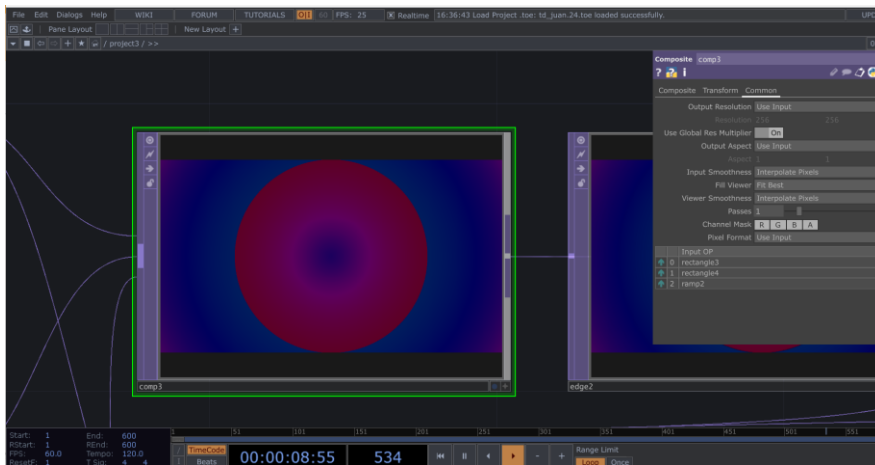 File Edit Dialogs Help WIKI FORUM TUTORIALS O|I 60 FPS: 25 Realtime 16:36:43 Load Project .toe: td_juan.24.toe loaded successfully. UPD
Pane Layout New Layout +
/ project3 / >>
Composite comp3
? i
Composite Transform Common
Output Resolution Use Input
Resolution 256 256
Use Global Res Multiplier On
Output Aspect Use Input
Aspect 1 1
Input Smoothness Interpolate Pixels
Fill Viewer Fit Best
Viewer Smoothness Interpolate Pixels
Passes 1
Channel Mask R G B A
Pixel Format Use Input
Input OP
0 rectangle3
1 rectangle4
2 ramp2
comp3
edge2
|51 |101 |151 |201 |251 |301 |351 |401 |451 |501 |551
Start: 1 End: 600
RStart: 1 REnd: 600
FPS: 60.0 Tempo: 120.0
ResetF: 1 T Sig: 4 4
TimeCode
Beats
00:00:08:55 534
- +
Range Limit
Loop Once